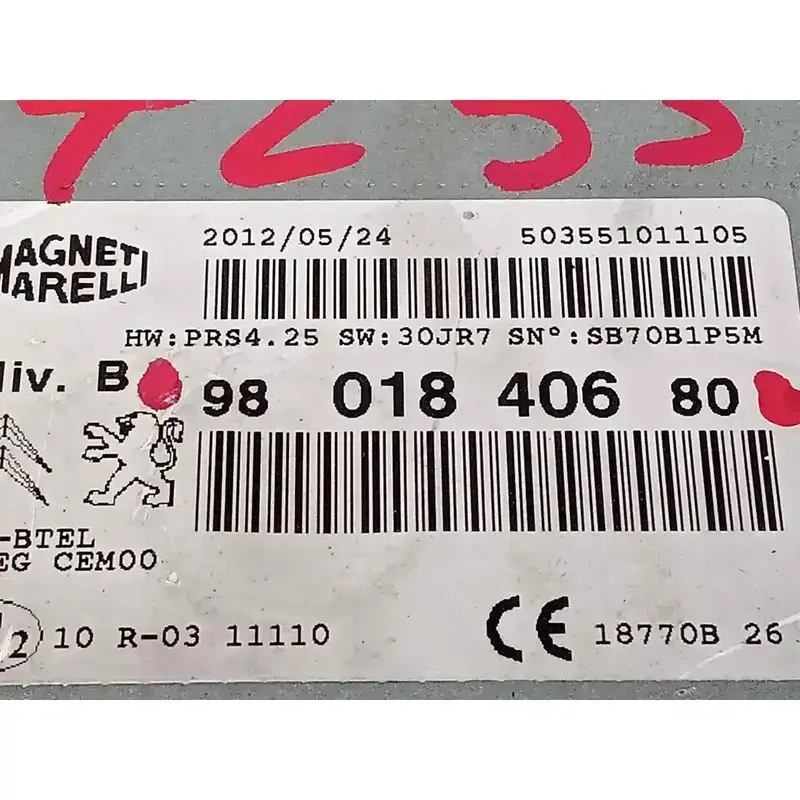 MAGNETI
MARELLI
2012/05/24 503551011105
HW:PRS4.25 SW:30JR7 SN°:SB70B1P5M
liv. B 98 018 406 80
-BTEL
EG CEM00
2 10 R-03 11110
CE 18770B 26